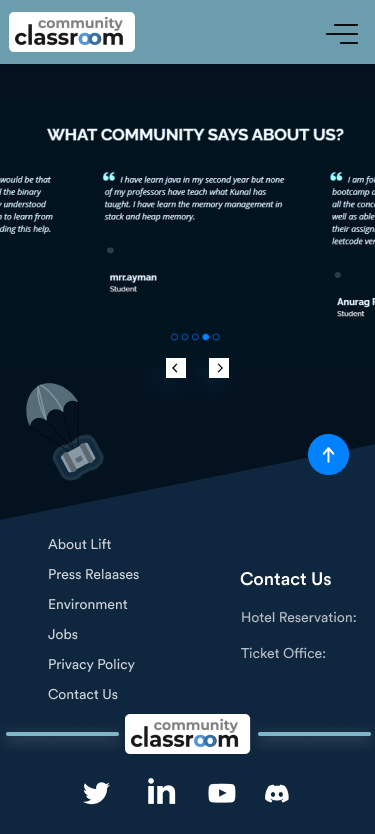 community
classroom
WHAT COMMUNITY SAYS ABOUT US?
would be that
the binary
understood
to learn from
ding this help.
“ I have learn java in my second year but none
of my professors have teach what Kunal has
taught. I have learn the memory management in
stack and heap memory.
mrr.ayman
Student
“ I am fo
bootcamp a
all the conc
well as able
their assign
leetcode ver
Anurag
Student
About Lift
Press Relaases
Environment
Jobs
Privacy Policy
Contact Us
Contact Us
Hotel Reservation:
Ticket Office:
community
classroom
in